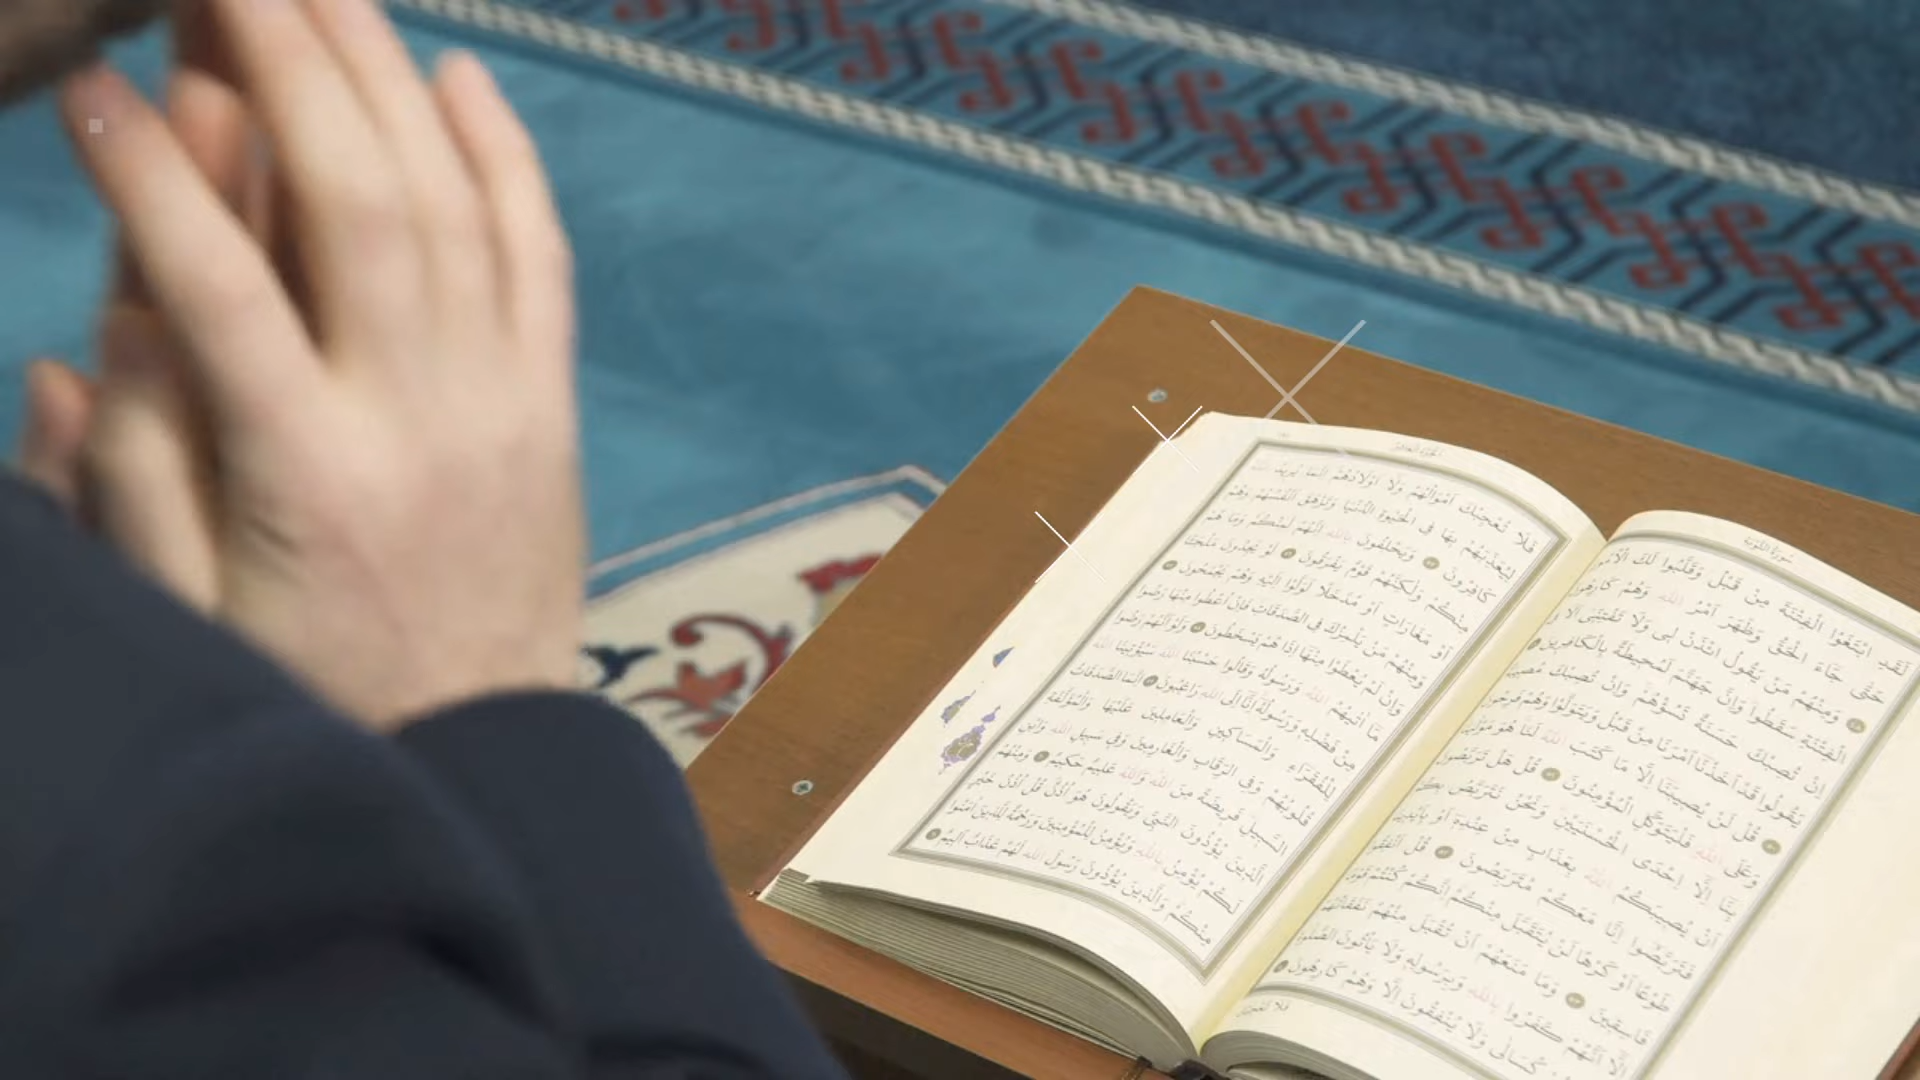 سُورَةُ التَّوْبَةِ
لَقَدِ ابْتَغَوُا الْفِتْنَةَ مِنْ قَبْلُ وَقَلَّبُوا لَكَ الْاُمُورَ
حَتّٰى جَاءَ الْحَقُّ وَظَهَرَ اَمْرُ اللّٰهِ وَهُمْ كَارِهُونَ
وَمِنْهُمْ مَنْ يَقُولُ ائْذَنْ لِى وَلَا تَفْتِنِّى اَلَا
الْفِتْنَةِ سَقَطُوا وَاِنَّ جَهَنَّمَ لَمُحِيطَةٌ بِالْكَافِرِينَ
اِنْ تُصِبْكَ حَسَنَةٌ تَسُؤْهُمْ وَاِنْ تُصِبْكَ مُصِيبَةٌ
يَقُولُوا قَدْ اَخَذْنَا اَمْرَنَا مِنْ قَبْلُ وَيَتَوَلَّوْا وَهُمْ فَرِحُونَ
قُلْ لَنْ يُصِيبَنَا اِلَّا مَا كَتَبَ اللّٰهُ لَنَا هُوَ مَوْلٰينَا
وَعَلَى اللّٰهِ فَلْيَتَوَكَّلِ الْمُؤْمِنُونَ قُلْ هَلْ تَرَبَّصُونَ
بِنَا اِلَّا اِحْدَى الْحُسْنَيَيْنِ وَنَحْنُ نَتَرَبَّصُ بِكُمْ
اَنْ يُصِيبَكُمُ اللّٰهُ بِعَذَابٍ مِنْ عِنْدِهِ اَوْ بِاَيْدِينَا
فَتَرَبَّصُوا اِنَّا مَعَكُمْ مُتَرَبِّصُونَ قُلْ اَنْفِقُوا
طَوْعًا اَوْ كَرْهًا لَنْ يُتَقَبَّلَ مِنْكُمْ اِنَّكُمْ كُنْتُمْ قَوْمًا
فَاسِقِينَ وَمَا مَنَعَهُمْ اَنْ تُقْبَلَ مِنْهُمْ نَفَقَاتُهُمْ
اِلَّا اَنَّهُمْ كَفَرُوا بِاللّٰهِ وَبِرَسُولِهِ وَلَا يَأْتُونَ الصَّلٰوةَ
كُسَالٰى وَلَا يُنْفِقُونَ اِلَّا وَهُمْ كَارِهُونَ
فَلَا تُعْجِبْكَ
فَلَا تُعْجِبْكَ اَمْوَالُهُمْ وَلَا اَوْلَادُهُمْ اِنَّمَا يُرِيدُ اللّٰهُ
لِيُعَذِّبَهُمْ بِهَا فِى الْحَيٰوةِ الدُّنْيَا وَتَزْهَقَ اَنْفُسُهُمْ وَهُمْ
كَافِرُونَ وَيَحْلِفُونَ بِاللّٰهِ اِنَّهُمْ لَمِنْكُمْ وَمَا هُمْ
مِنْكُمْ وَلٰكِنَّهُمْ قَوْمٌ يَفْرَقُونَ لَوْ يَجِدُونَ مَلْجَئًا
اَوْ مَغَارَاتٍ اَوْ مُدَّخَلًا لَوَلَّوْا اِلَيْهِ وَهُمْ يَجْمَحُونَ
وَمِنْهُمْ مَنْ يَلْمِزُكَ فِى الصَّدَقَاتِ فَاِنْ اُعْطُوا مِنْهَا رَضُوا
وَاِنْ لَمْ يُعْطَوْا مِنْهَا اِذَا هُمْ يَسْخَطُونَ وَلَوْ اَنَّهُمْ رَضُوا
مَا اٰتٰيهُمُ اللّٰهُ وَرَسُولُهُ وَقَالُوا حَسْبُنَا اللّٰهُ سَيُؤْتِينَا اللّٰهُ
مِنْ فَضْلِهِ وَرَسُولُهُ اِنَّا اِلَى اللّٰهِ رَاغِبُونَ اِنَّمَا الصَّدَقَاتُ
لِلْفُقَرَاءِ وَالْمَسَاكِينِ وَالْعَامِلِينَ عَلَيْهَا وَالْمُؤَلَّفَةِ
قُلُوبُهُمْ وَفِى الرِّقَابِ وَالْغَارِمِينَ وَفِى سَبِيلِ اللّٰهِ وَابْنِ
السَّبِيلِ فَرِيضَةً مِنَ اللّٰهِ وَاللّٰهُ عَلِيمٌ حَكِيمٌ وَمِنْهُمُ
الَّذِينَ يُؤْذُونَ النَّبِىَّ وَيَقُولُونَ هُوَ اُذُنٌ قُلْ اُذُنُ خَيْرٍ
لَكُمْ يُؤْمِنُ بِاللّٰهِ وَيُؤْمِنُ لِلْمُؤْمِنِينَ وَرَحْمَةٌ لِلَّذِينَ اٰمَنُوا
مِنْكُمْ وَالَّذِينَ يُؤْذُونَ رَسُولَ اللّٰهِ لَهُمْ عَذَابٌ اَلِيمٌ